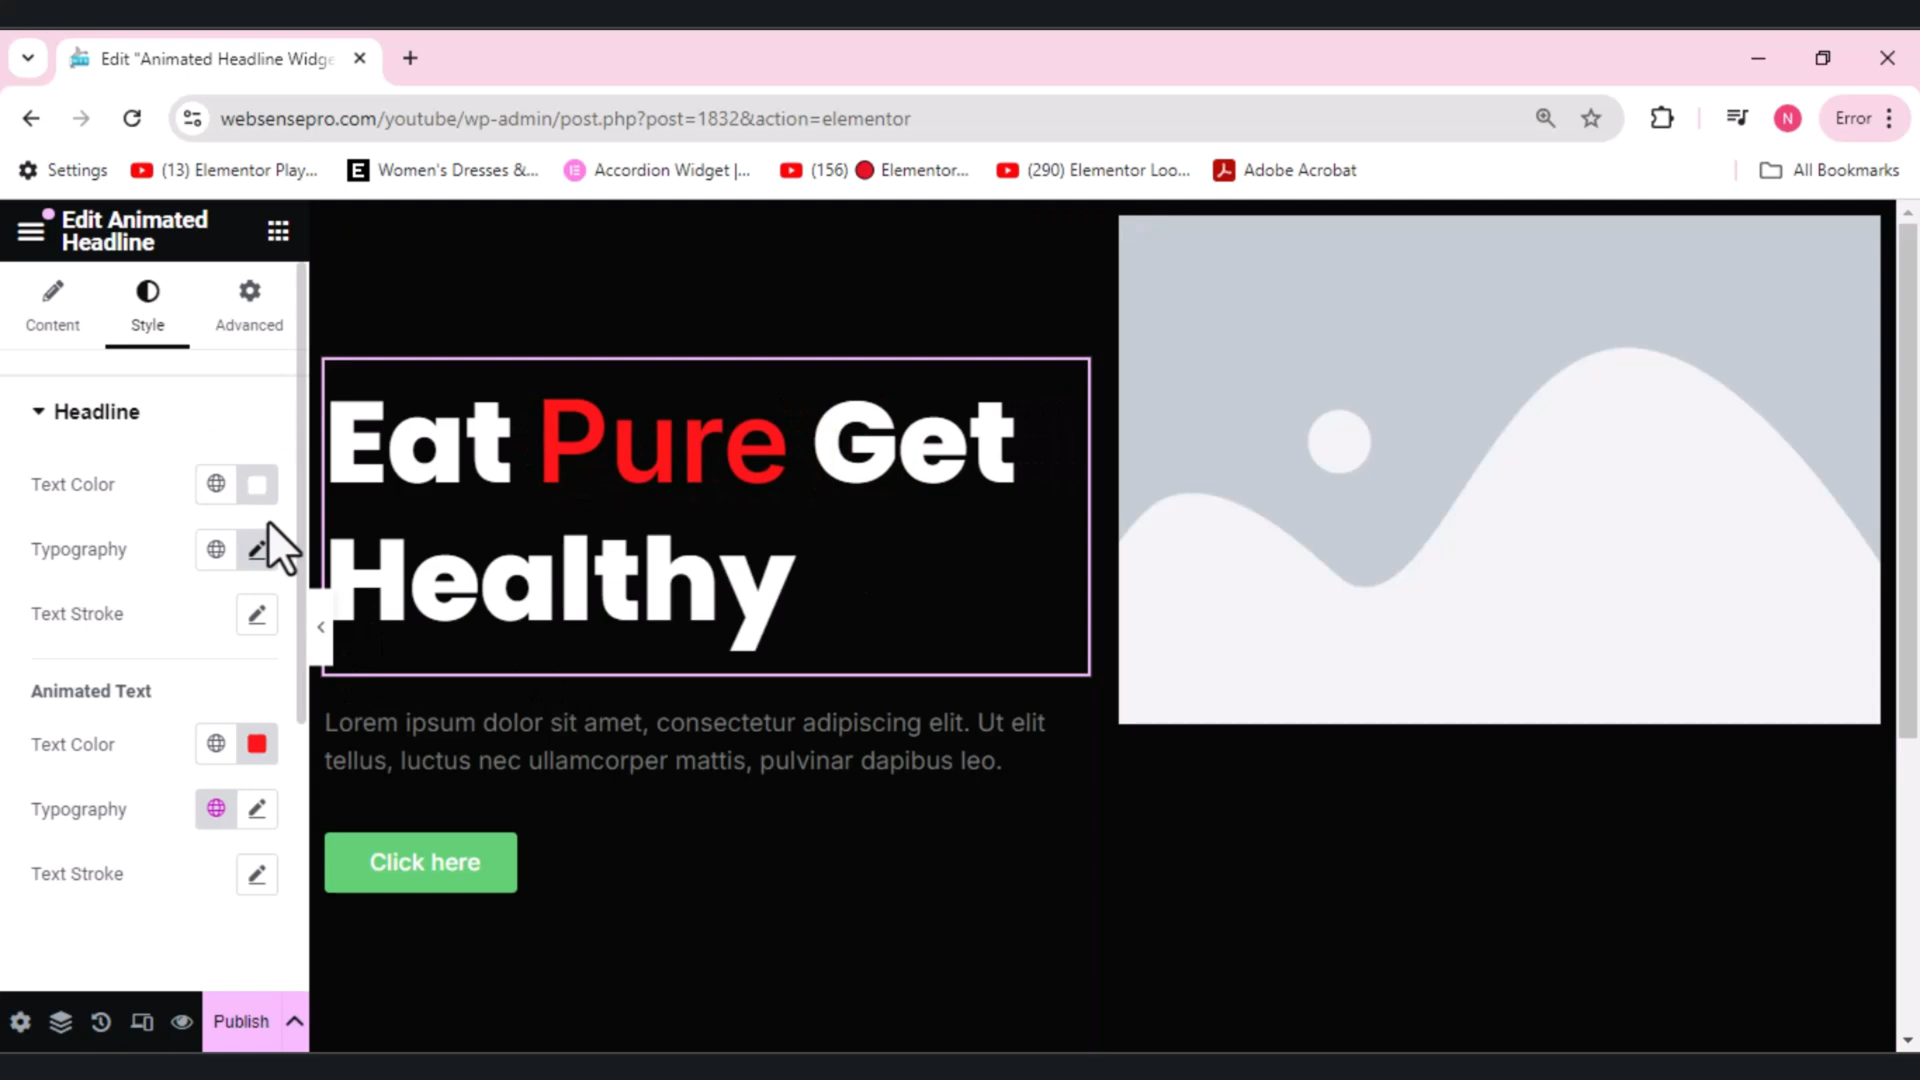 Edit "Animated Headline Widge
websensepro.com/youtube/wp-admin/post.php?post=1832&action=elementor
N
Error
Settings
(13) Elementor Play...
E
Women's Dresses &...
Accordion Widget |...
(156) 🔴 Elementor...
(290) Elementor Loo...
Adobe Acrobat
All Bookmarks
Edit Animated
Headline
Content
Style
Advanced
Headline
Text Color
Typography
Text Stroke
Animated Text
Text Color
Typography
Text Stroke
Publish
Eat Pure Get
Healthy
Lorem ipsum dolor sit amet, consectetur adipiscing elit. Ut elit
tellus, luctus nec ullamcorper mattis, pulvinar dapibus leo.
Click here